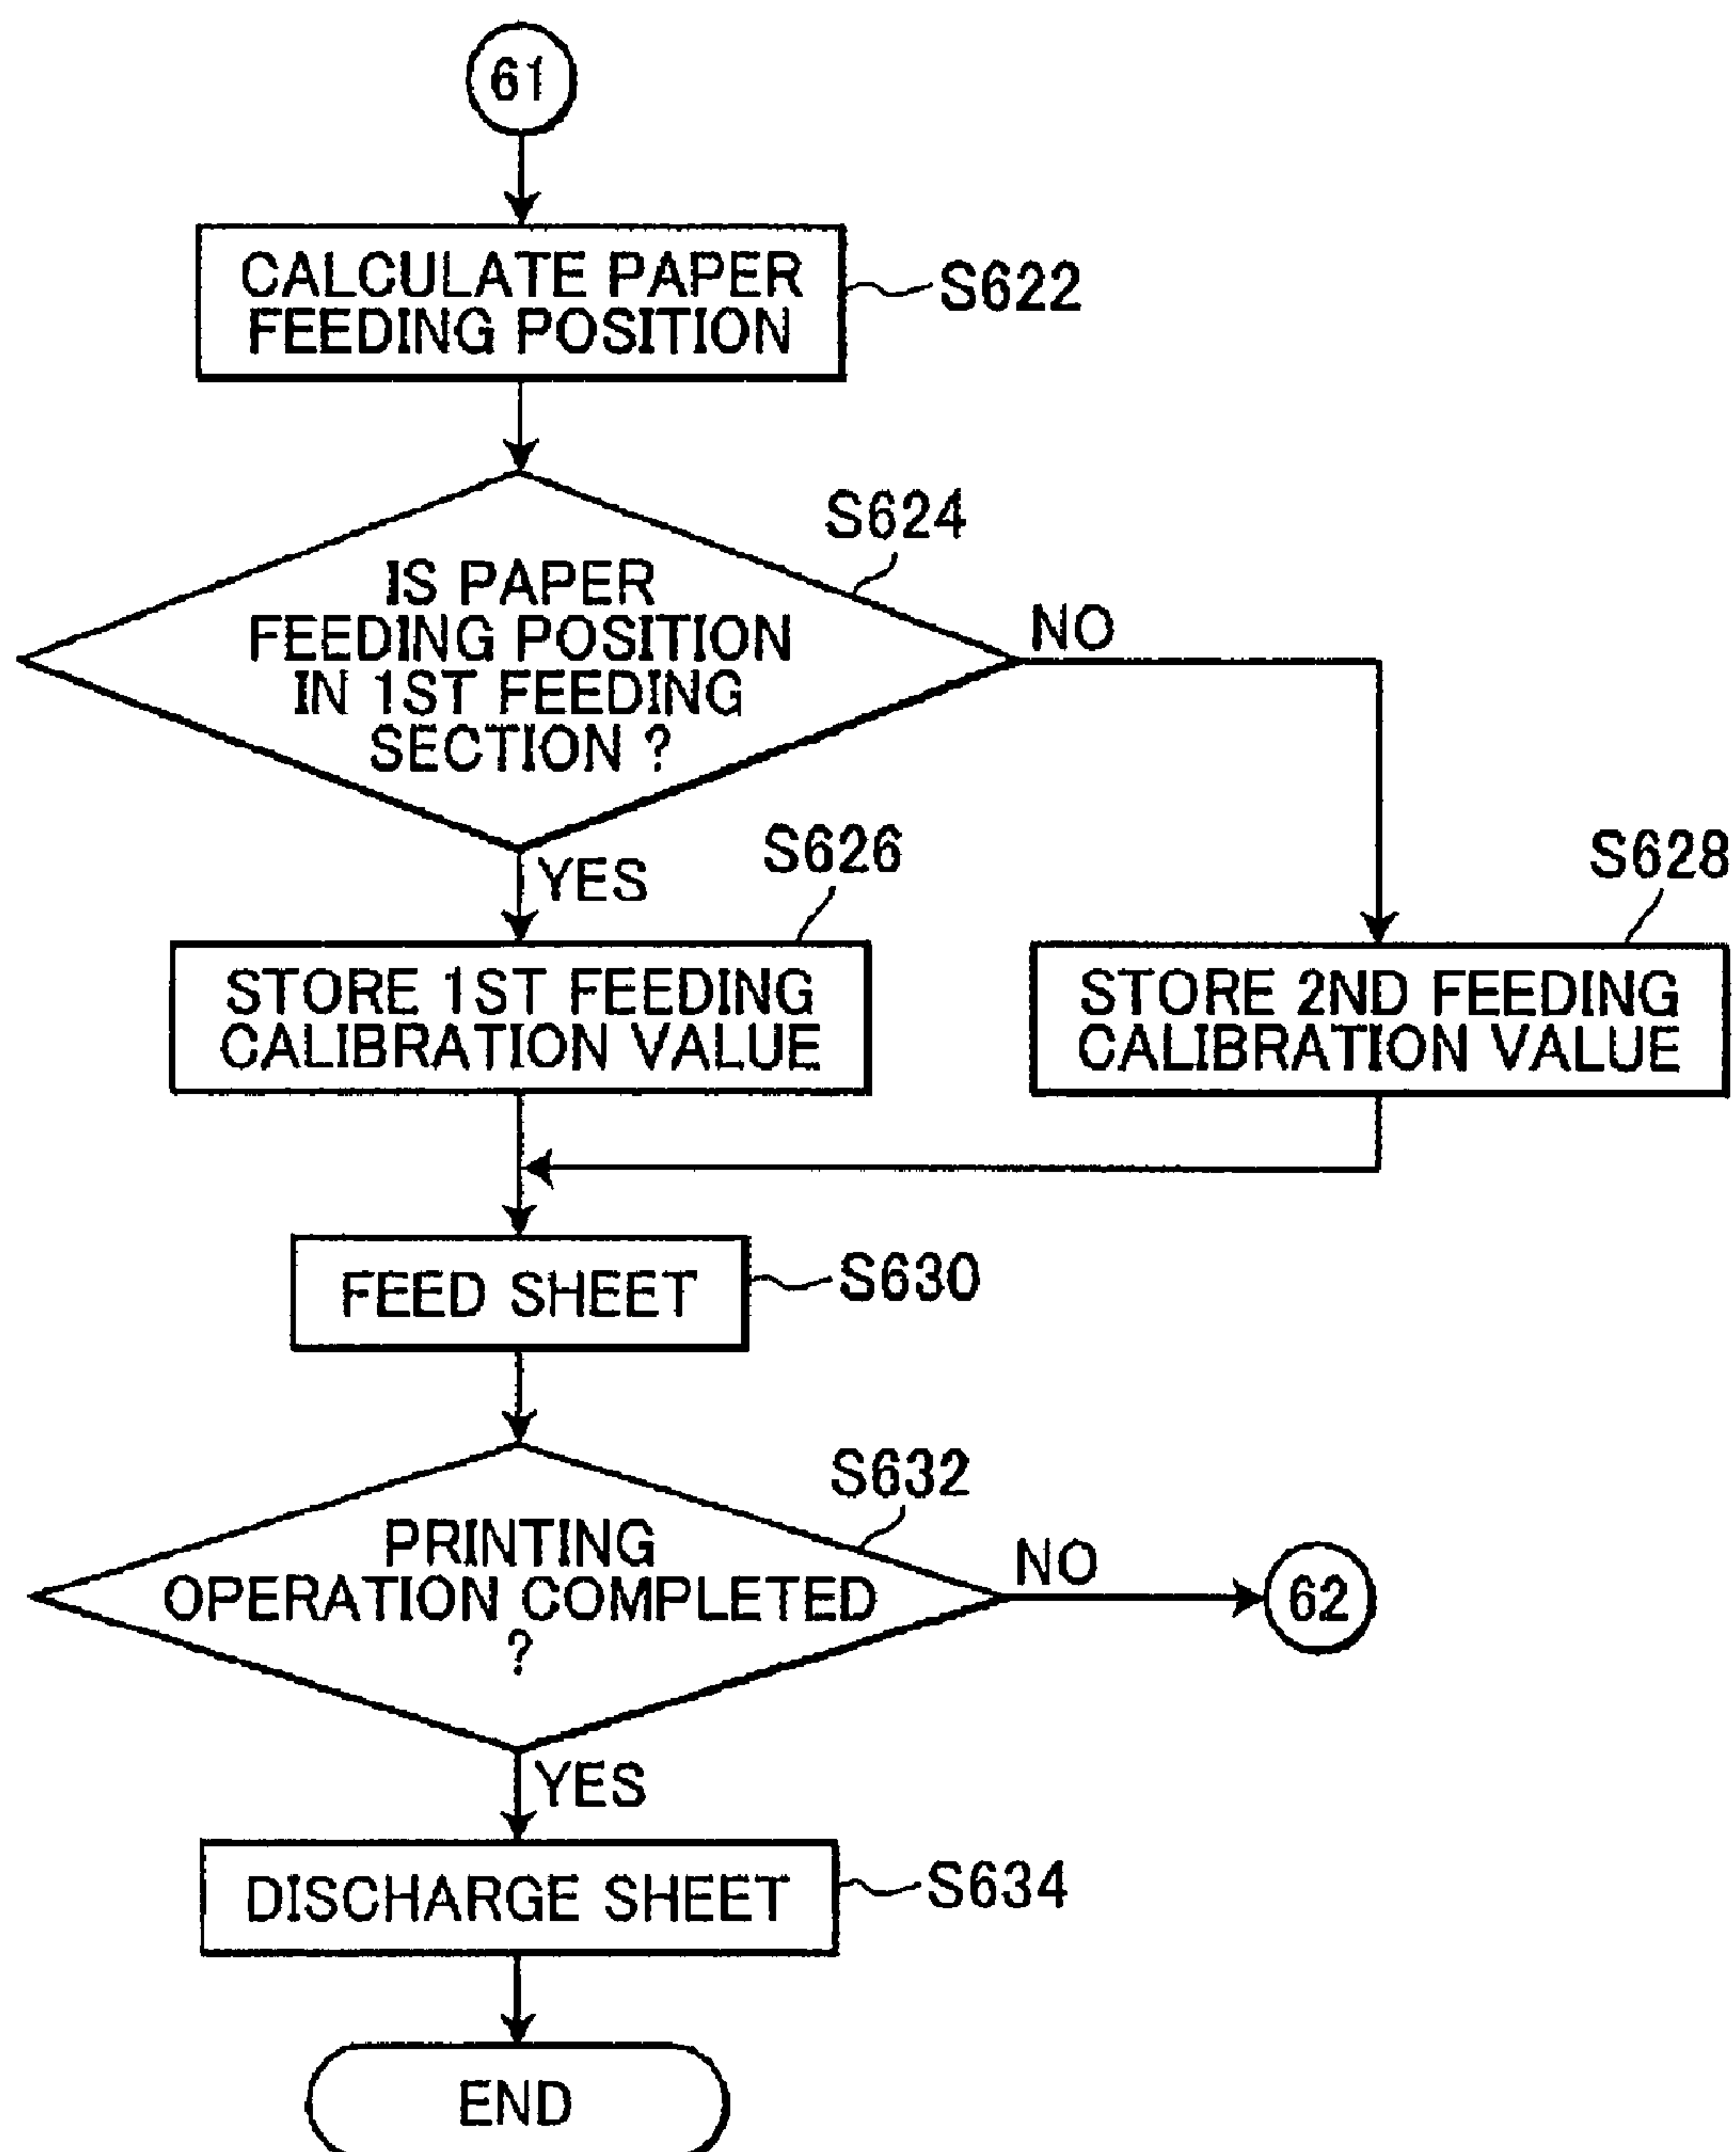 61
CALCULATE PAPER
FEEDING POSITION
S622
S624
IS PAPER
FEEDING POSITION
IN 1ST FEEDING
SECTION ?
NO
YES
S626
S628
STORE 1ST FEEDING
CALIBRATION VALUE
STORE 2ND FEEDING
CALIBRATION VALUE
FEED SHEET
S630
S632
PRINTING
OPERATION COMPLETED
?
NO
62
YES
DISCHARGE SHEET
S634
END